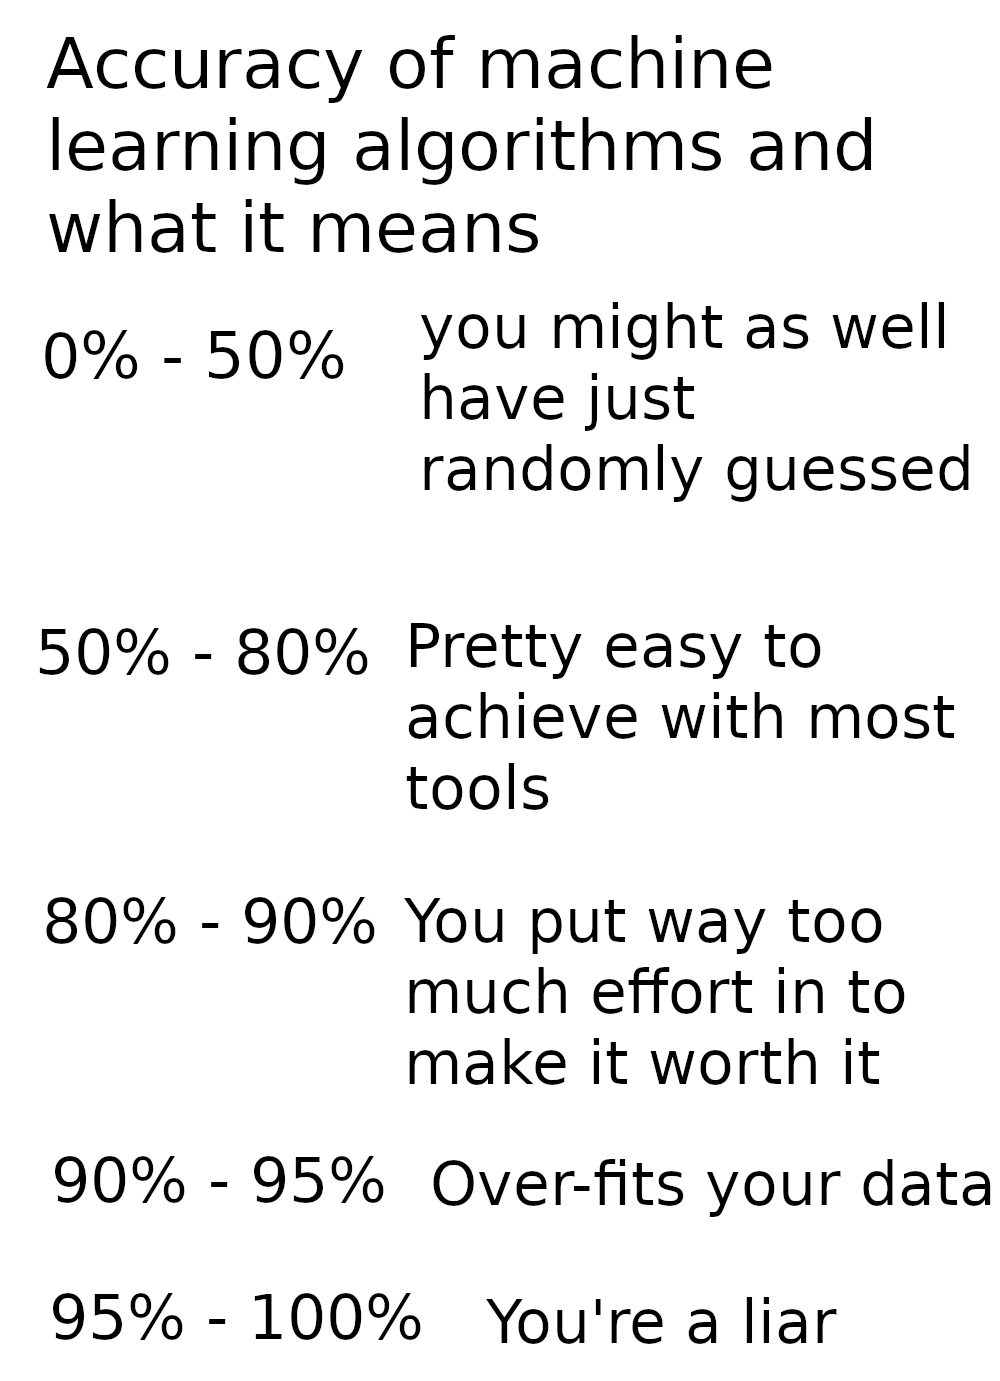 Accuracy of machine
learning algorithms and
what it means
0% - 50%
you might as well
have just
randomly guessed
50% - 80%
Pretty easy to
achieve with most
tools
80% - 90%
You put way too
much effort in to
make it worth it
90% - 95%
Over-fits your data
95% - 100%
You're a liar